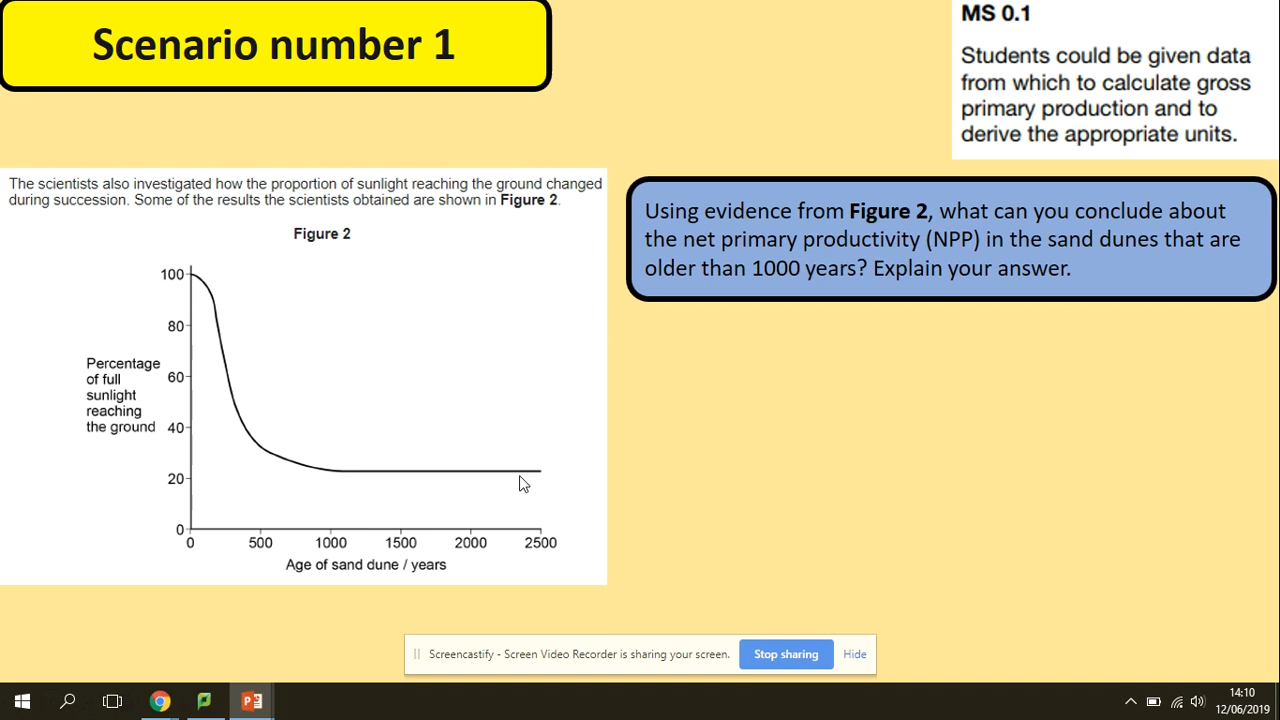 Scenario number 1
MS 0.1
Students could be given data
from which to calculate gross
primary production and to
derive the appropriate units.
The scientists also investigated how the proportion of sunlight reaching the ground changed
during succession. Some of the results the scientists obtained are shown in Figure 2.
Figure 2
100
80
60
40
20
0
Percentage
of full
sunlight
reaching
the ground
0 500 1000 1500 2000 2500
Age of sand dune / years
Using evidence from Figure 2, what can you conclude about
the net primary productivity (NPP) in the sand dunes that are
older than 1000 years? Explain your answer.
Screencastify - Screen Video Recorder is sharing your screen. Stop sharing Hide
14:10
12/06/2019